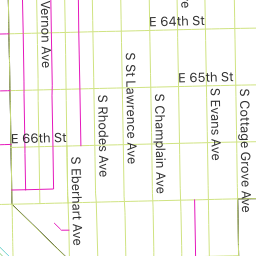 Vernon Ave
E 64th St
S St Lawrence Ave
E 65th St
S Rhodes Ave
S Champlain Ave
S Evans Ave
S Cottage Grove Ave
E 66th St
S Eberhart Ave